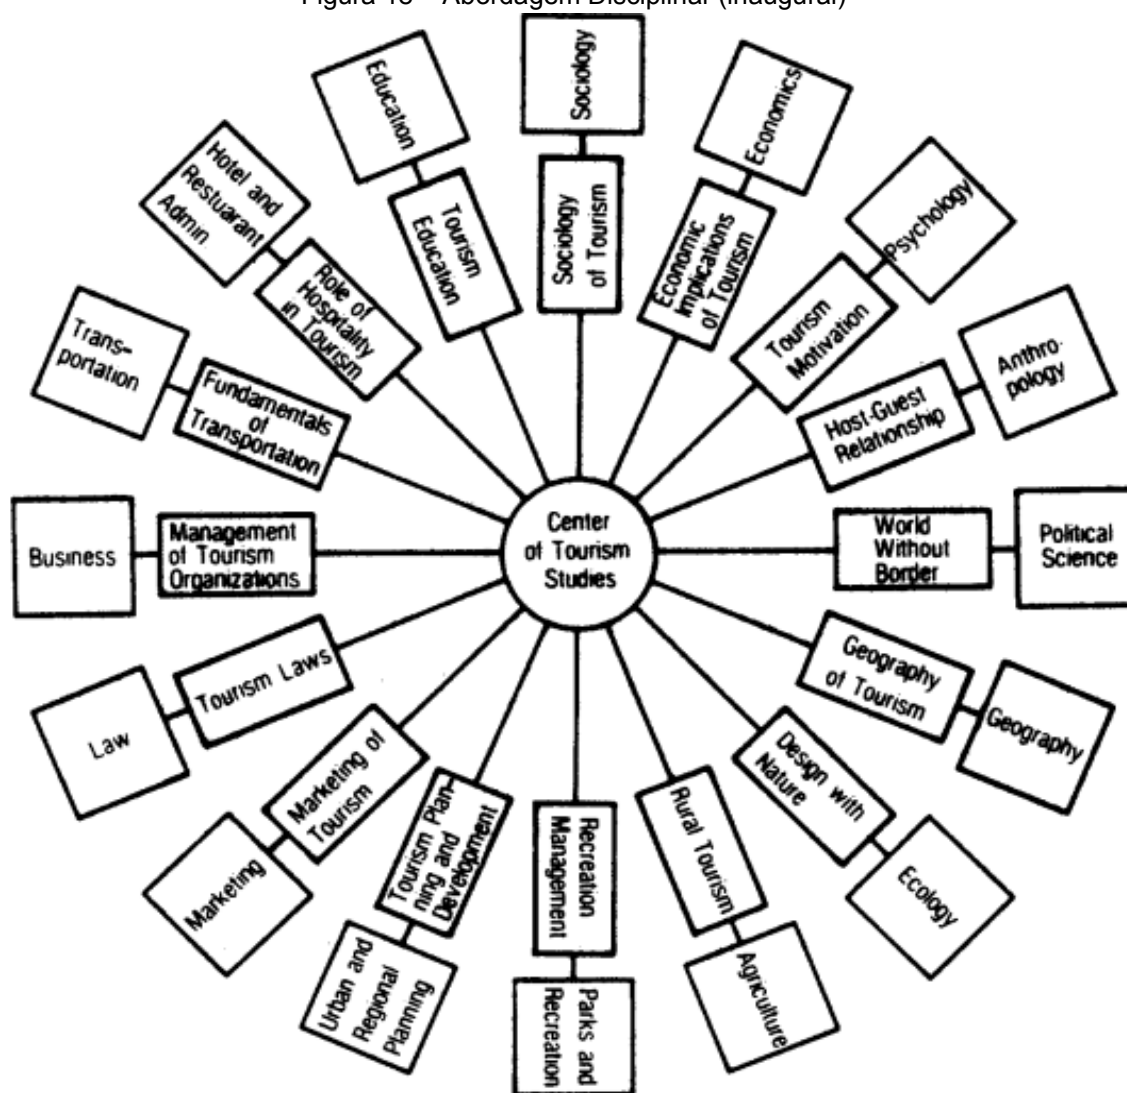 Figura – Abordagem Disciplinar (inaugural)
Sociology
Sociology
of Tourism
Economics
Economic
Implications
of Tourism
Psychology
Tourism
Motivation
Anthro-
pology
Host-Guest
Relationship
Political
Science
World
Without
Border
Geography
Geography
of Tourism
Ecology
Design with
Nature
Agriculture
Rural Tourism
Parks and
Recreation
Recreation
Management
Urban and
Regional
Planning
Tourism Plan-
ning and
Development
Marketing
Marketing of
Tourism
Law
Tourism Laws
Business
Management
of Tourism
Organizations
Trans-
portation
Fundamentals
of
Transportation
Hotel and
Restuarant
Admin
Role of
Hospitality
in Tourism
Education
Tourism
Education
Center
of Tourism
Studies